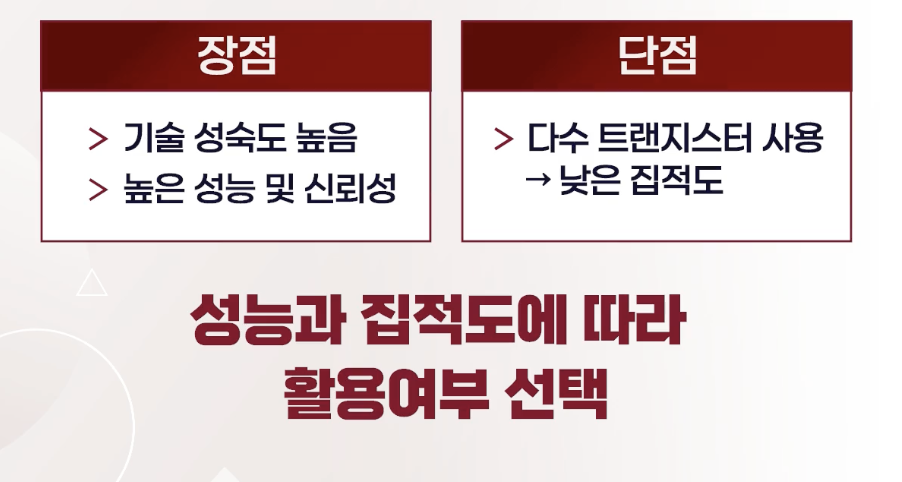 장점
> 기술 성숙도 높음
> 높은 성능 및 신뢰성
단점
> 다수 트랜지스터 사용
→ 낮은 집적도
성능과 집적도에 따라
활용여부 선택